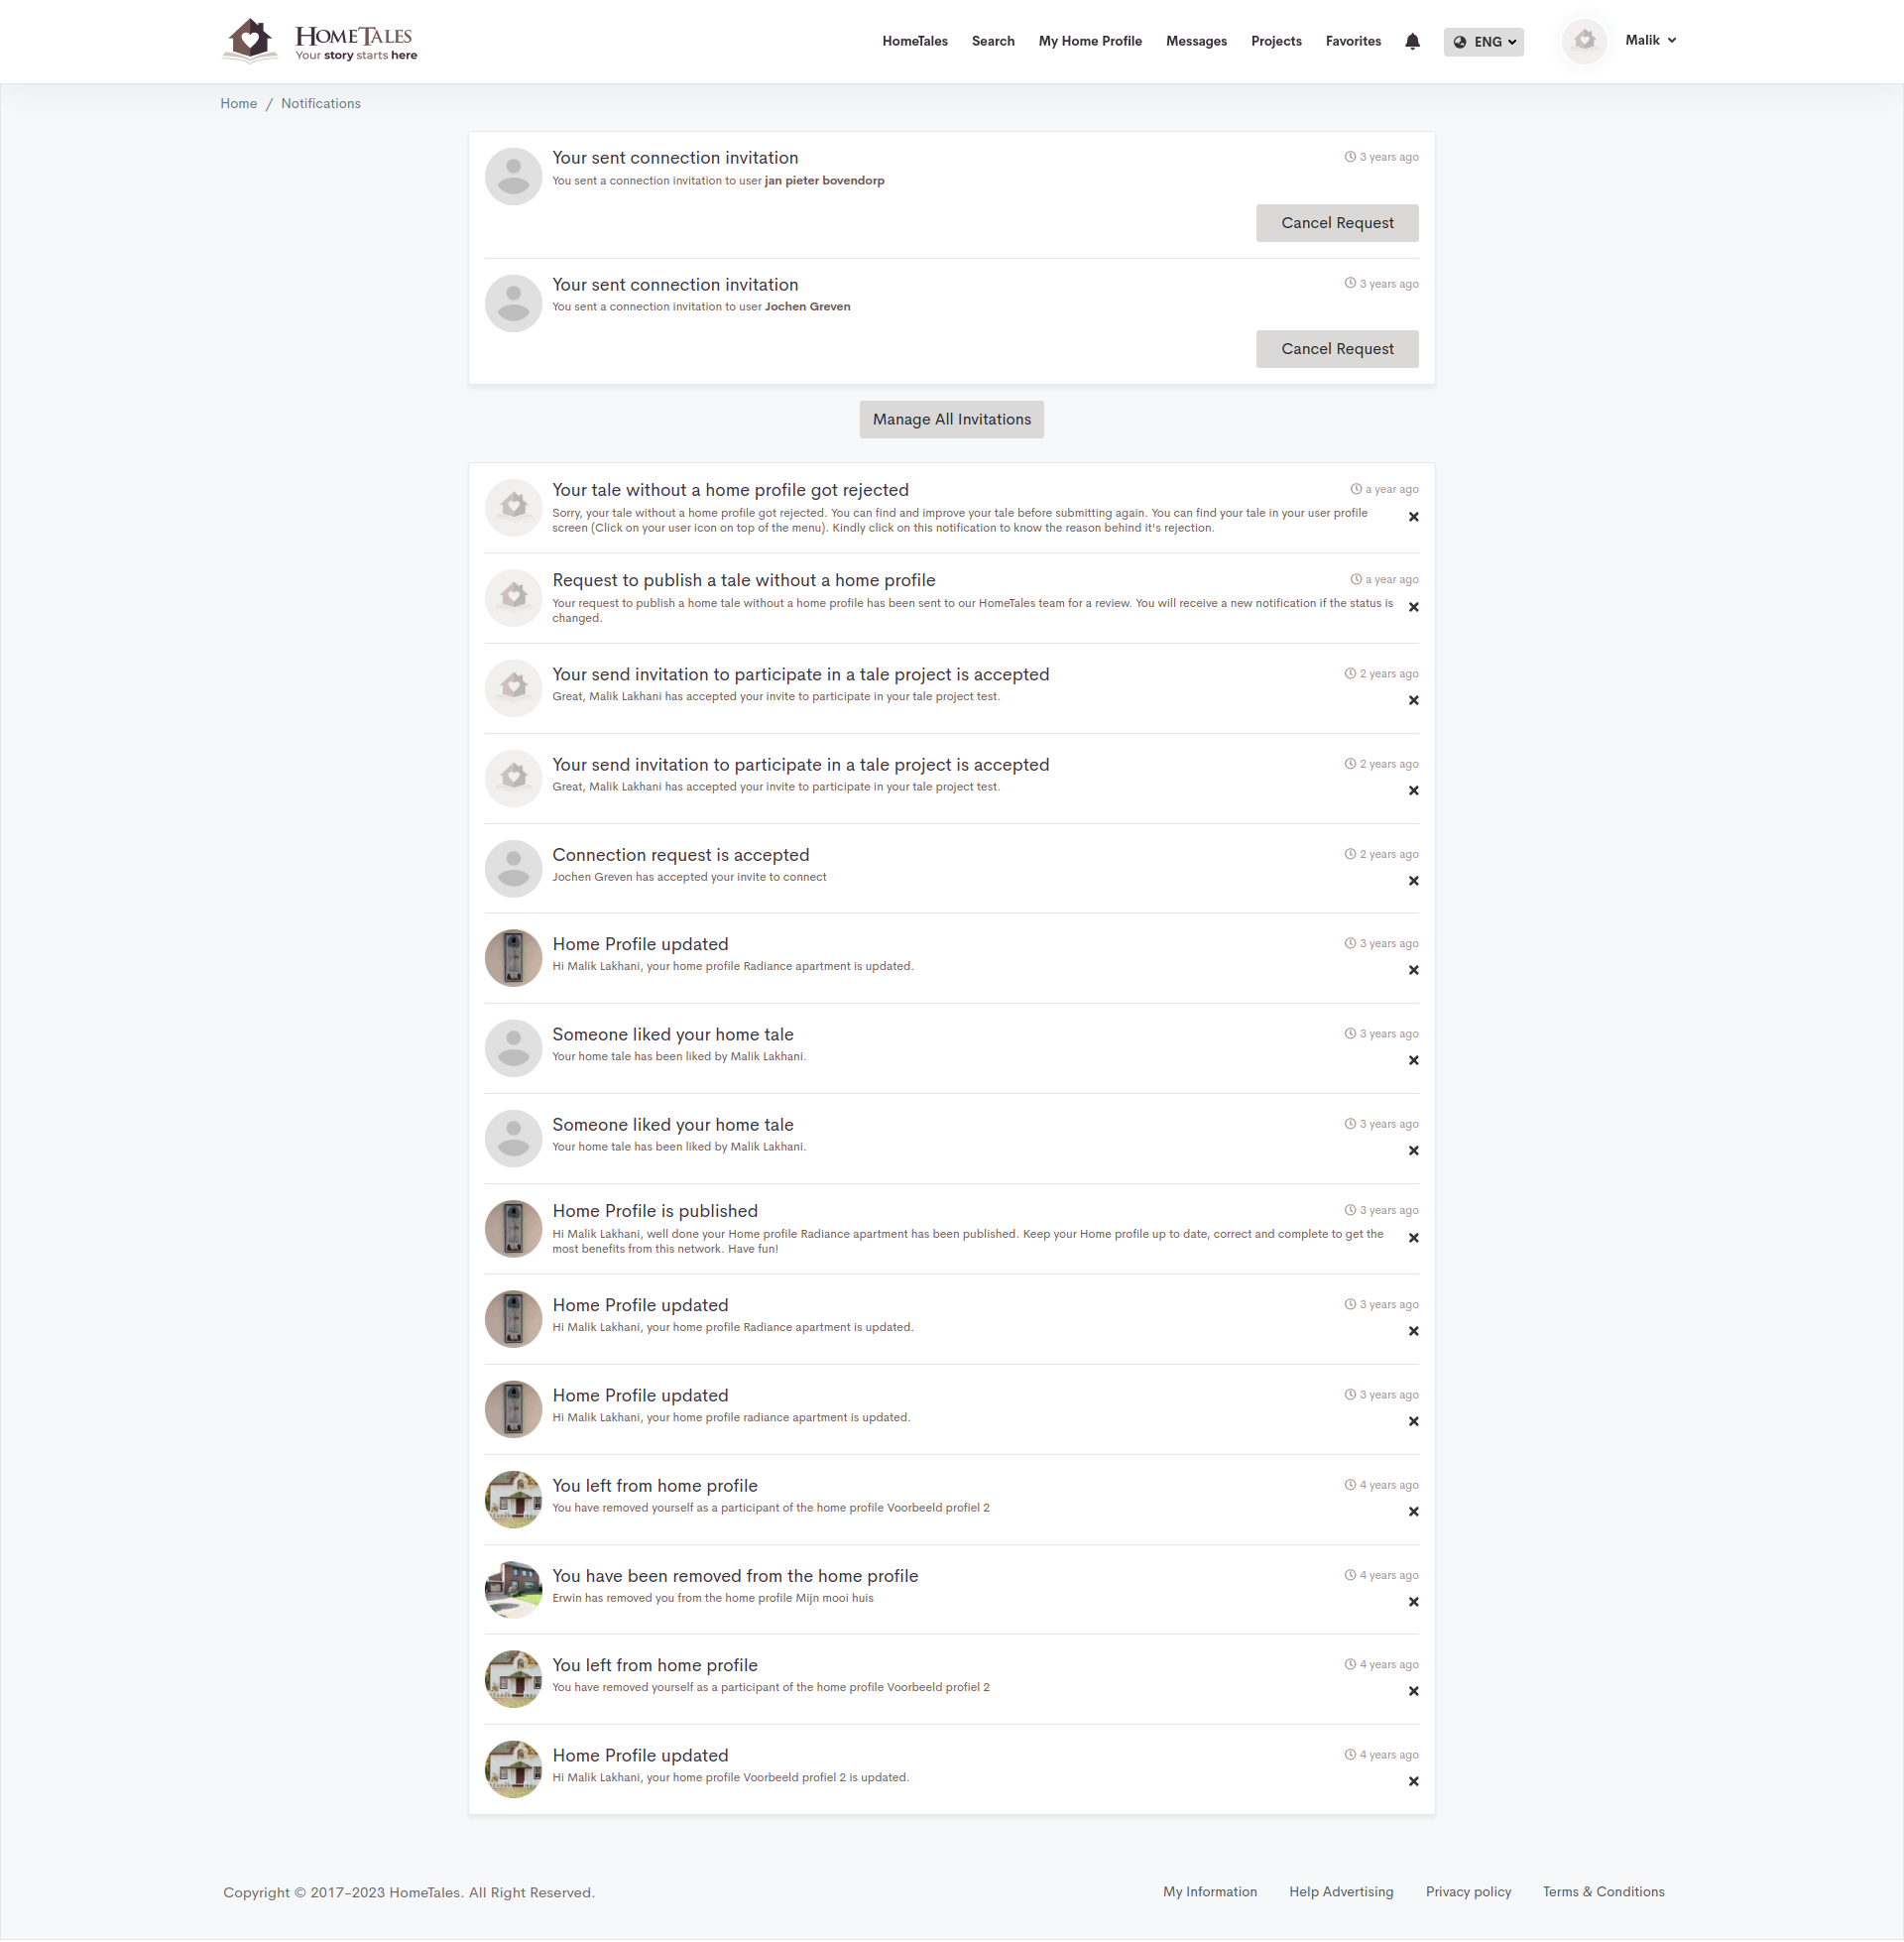 HomeTales
Your story starts here
HomeTales Search My Home Profile Messages Projects Favorites ENG Malik
Home / Notifications
Your sent connection invitation 3 years ago
You sent a connection invitation to user jan pieter bovendorp
Cancel Request
Your sent connection invitation 3 years ago
You sent a connection invitation to user Jochen Greven
Cancel Request
Manage All Invitations
Your tale without a home profile got rejected a year ago
Sorry, your tale without a home profile got rejected. You can find and improve your tale before submitting again. You can find your tale in your user profile
screen (Click on your user icon on top of the menu). Kindly click on this notification to know the reason behind it's rejection.
Request to publish a tale without a home profile a year ago
Your request to publish a home tale without a home profile has been sent to our HomeTales team for a review. You will receive a new notification if the status is
changed.
Your send invitation to participate in a tale project is accepted 2 years ago
Great, Malik Lakhani has accepted your invite to participate in your tale project test.
Your send invitation to participate in a tale project is accepted 2 years ago
Great, Malik Lakhani has accepted your invite to participate in your tale project test.
Connection request is accepted 2 years ago
Jochen Greven has accepted your invite to connect
Home Profile updated 3 years ago
Hi Malik Lakhani, your home profile Radiance apartment is updated.
Someone liked your home tale 3 years ago
Your home tale has been liked by Malik Lakhani.
Someone liked your home tale 3 years ago
Your home tale has been liked by Malik Lakhani.
Home Profile is published 3 years ago
Hi Malik Lakhani, well done your Home profile Radiance apartment has been published. Keep your Home profile up to date, correct and complete to get the
most benefits from this network. Have fun!
Home Profile updated 3 years ago
Hi Malik Lakhani, your home profile Radiance apartment is updated.
Home Profile updated 3 years ago
Hi Malik Lakhani, your home profile radiance apartment is updated.
You left from home profile 4 years ago
You have removed yourself as a participant of the home profile Voorbeeld profiel 2
You have been removed from the home profile 4 years ago
Erwin has removed you from the home profile Mijn mooi huis
You left from home profile 4 years ago
You have removed yourself as a participant of the home profile Voorbeeld profiel 2
Home Profile updated 4 years ago
Hi Malik Lakhani, your home profile Voorbeeld profiel 2 is updated.
Copyright © 2017-2023 HomeTales. All Right Reserved. My Information Help Advertising Privacy policy Terms & Conditions